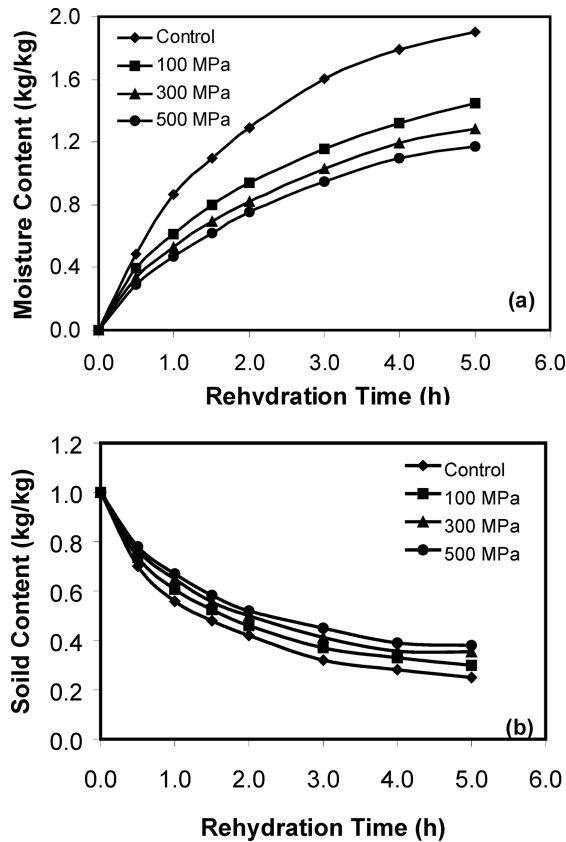 Moisture Content (kg/kg)
2.0
1.6
1.2
0.8
0.4
0.0
Control
100 MPa
300 MPa
500 MPa
(a)
0.0 1.0 2.0 3.0 4.0 5.0 6.0
Rehydration Time (h)
Soild Content (kg/kg)
1.2
1.0
0.8
0.6
0.4
0.2
0.0
Control
100 MPa
300 MPa
500 MPa
(b)
0.0 1.0 2.0 3.0 4.0 5.0 6.0
Rehydration Time (h)